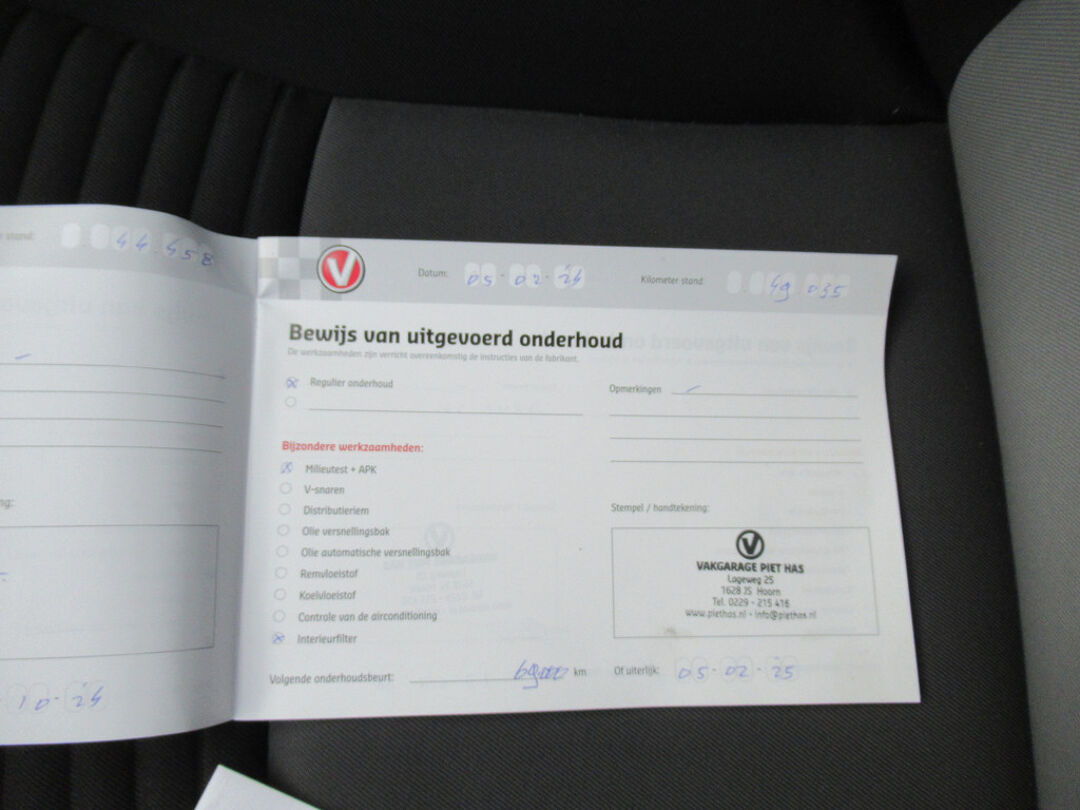 r stand: 44.458
ng:
10-24
V
Datum: 05-02-24
Kilometer stand: 49.035
Bewijs van uitgevoerd onderhoud
De werkzaamheden zijn verricht overeenkomstig de instructies van de fabrikant.
Regulier onderhoud
Opmerkingen
Bijzondere werkzaamheden:
Milieutest + APK
V-snaren
Distributieriem
Olie versnellingsbak
Olie automatische versnellingsbak
Remvloeistof
Koelvloeistof
Controle van de airconditioning
Interieurfilter
Stempel / handtekening:
V
VAKGARAGE PIET HAS
Lageweg 25
1628 JS Hoorn
Tel. 0229 - 215 416
www.piethas.nl - info@piethas.nl
Volgende onderhoudsbeurt: 69000 km
Of uiterlijk: 05-02-25